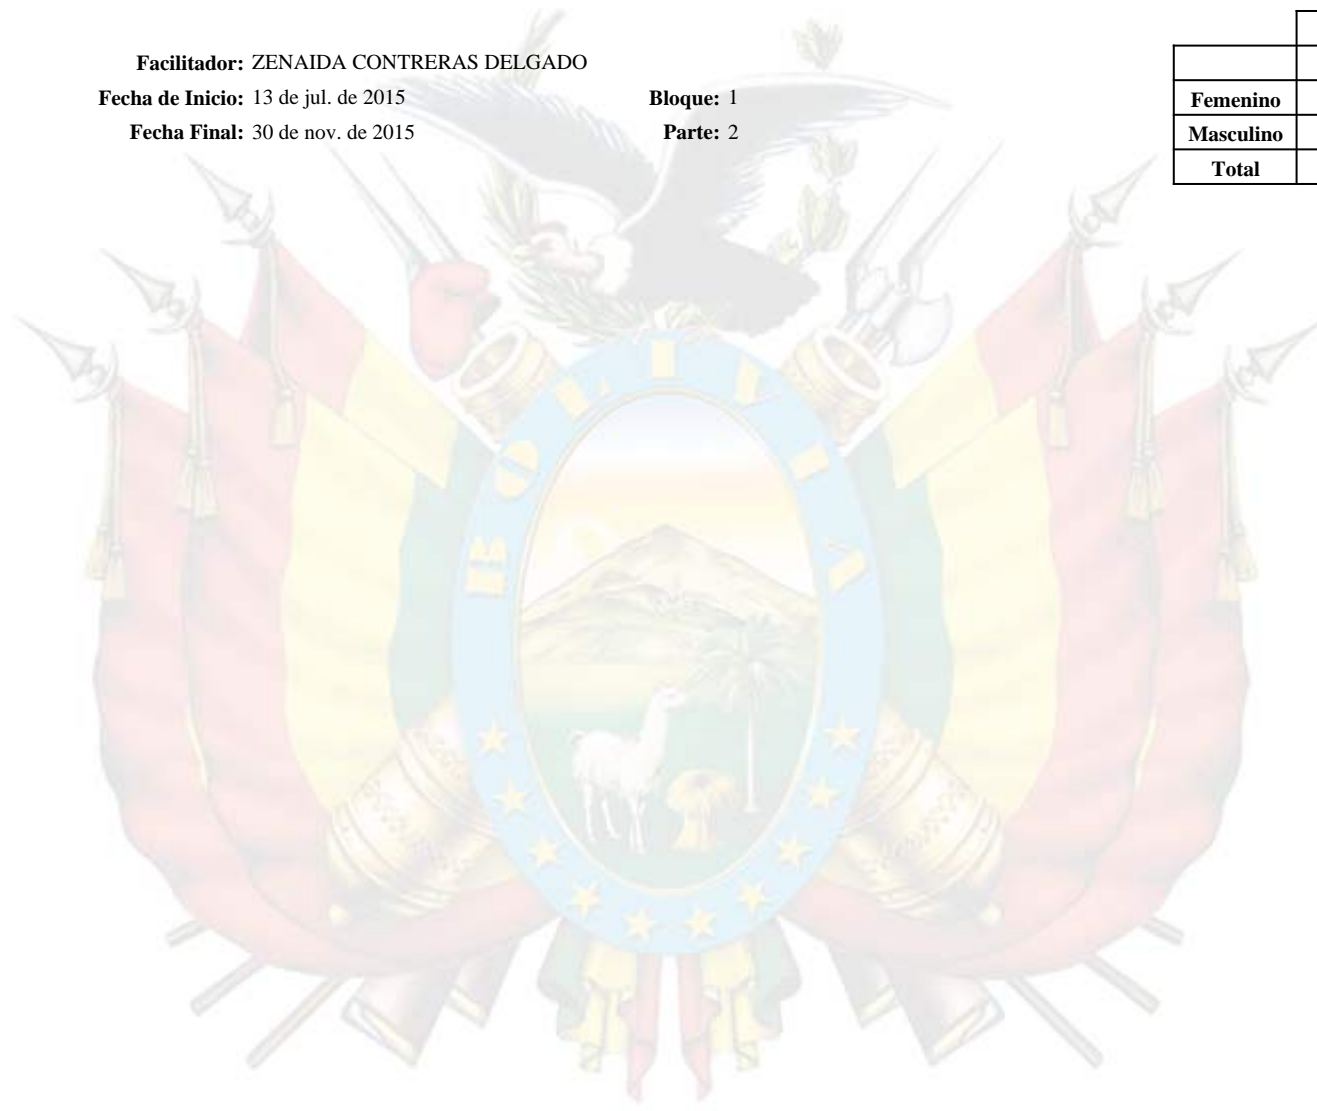 Facilitador: ZENAIDA CONTRERAS DELGADO
Fecha de Inicio: 13 de jul. de 2015 Bloque: 1
Fecha Final: 30 de nov. de 2015 Parte: 2
Femenino
Masculino
Total
BOLIVIA